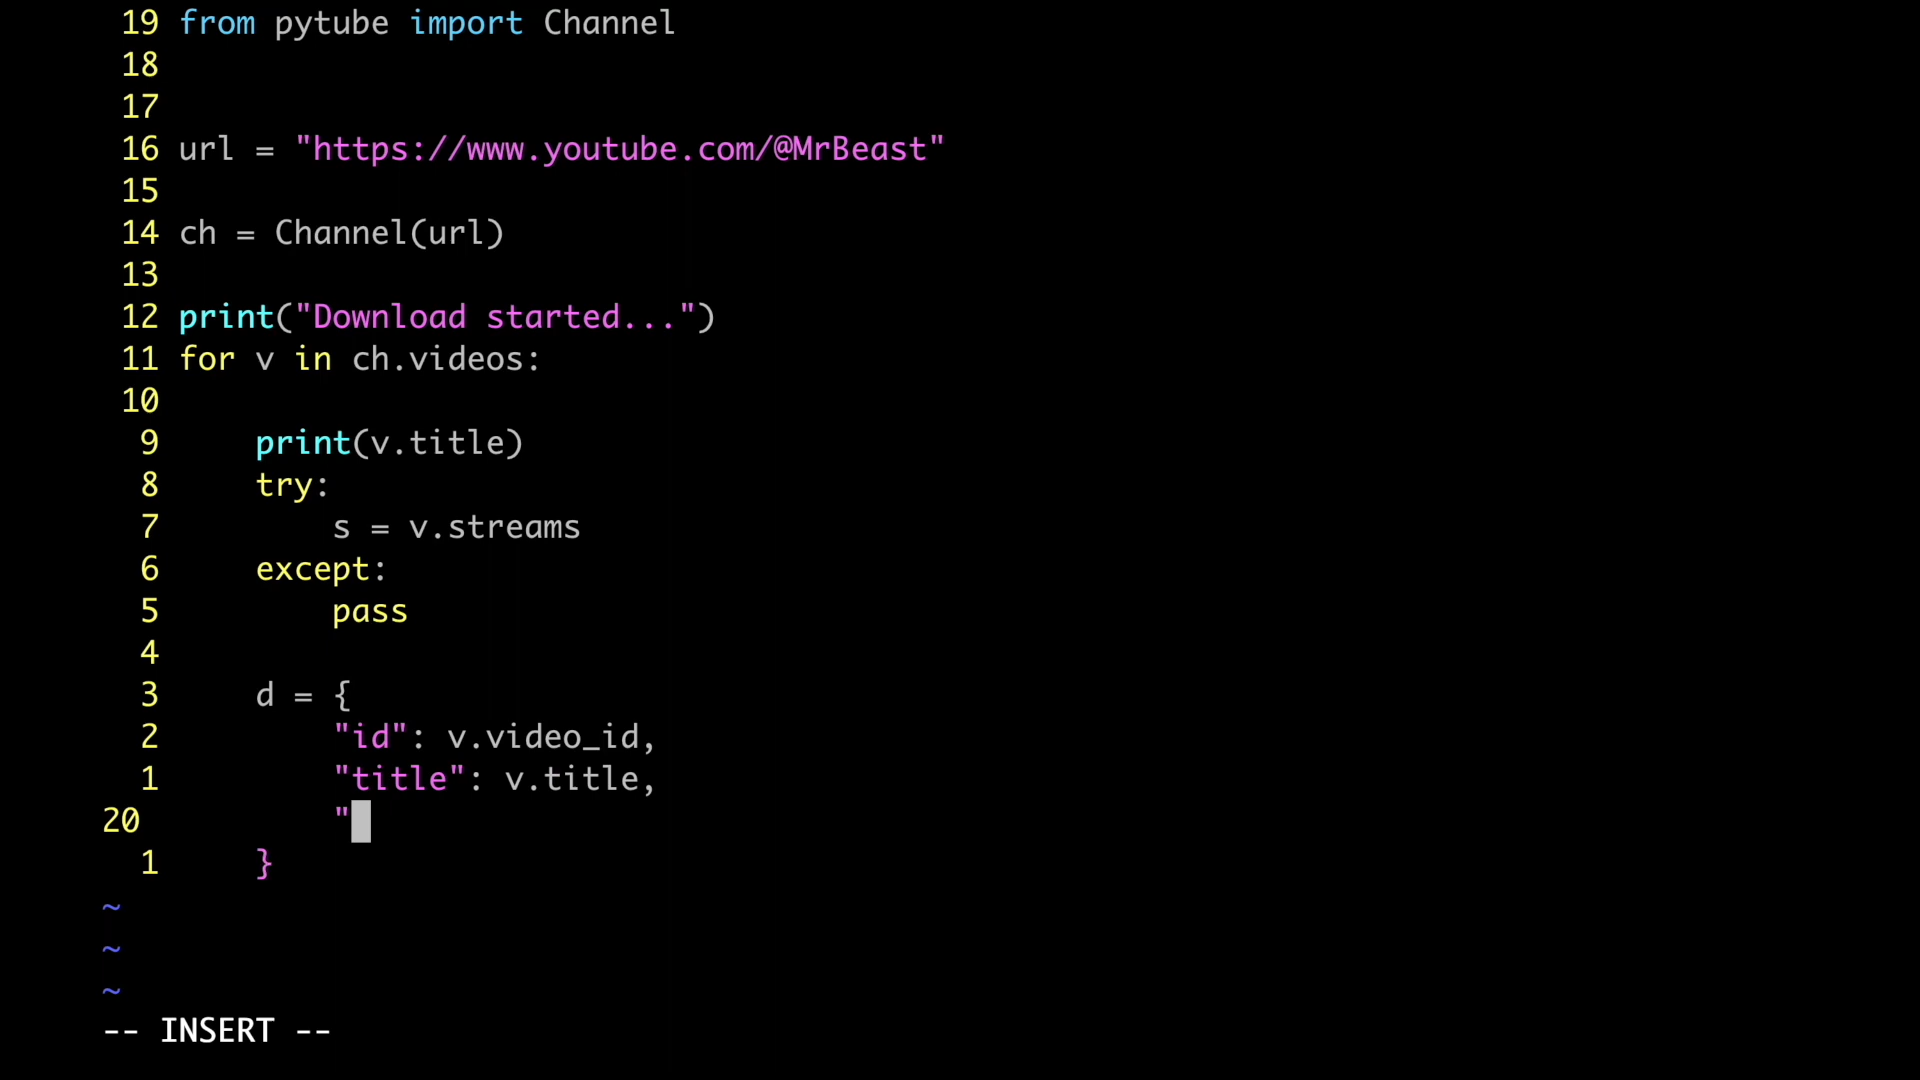 19 from pytube import Channel
18
17
16 url = "https://www.youtube.com/@MrBeast"
15
14 ch = Channel(url)
13
12 print("Download started...")
11 for v in ch.videos:
10
9     print(v.title)
8     try:
7         s = v.streams
6     except:
5         pass
4
3     d = {
2         "id": v.video_id,
1         "title": v.title,
20         "
1     }
~
~
~
-- INSERT --